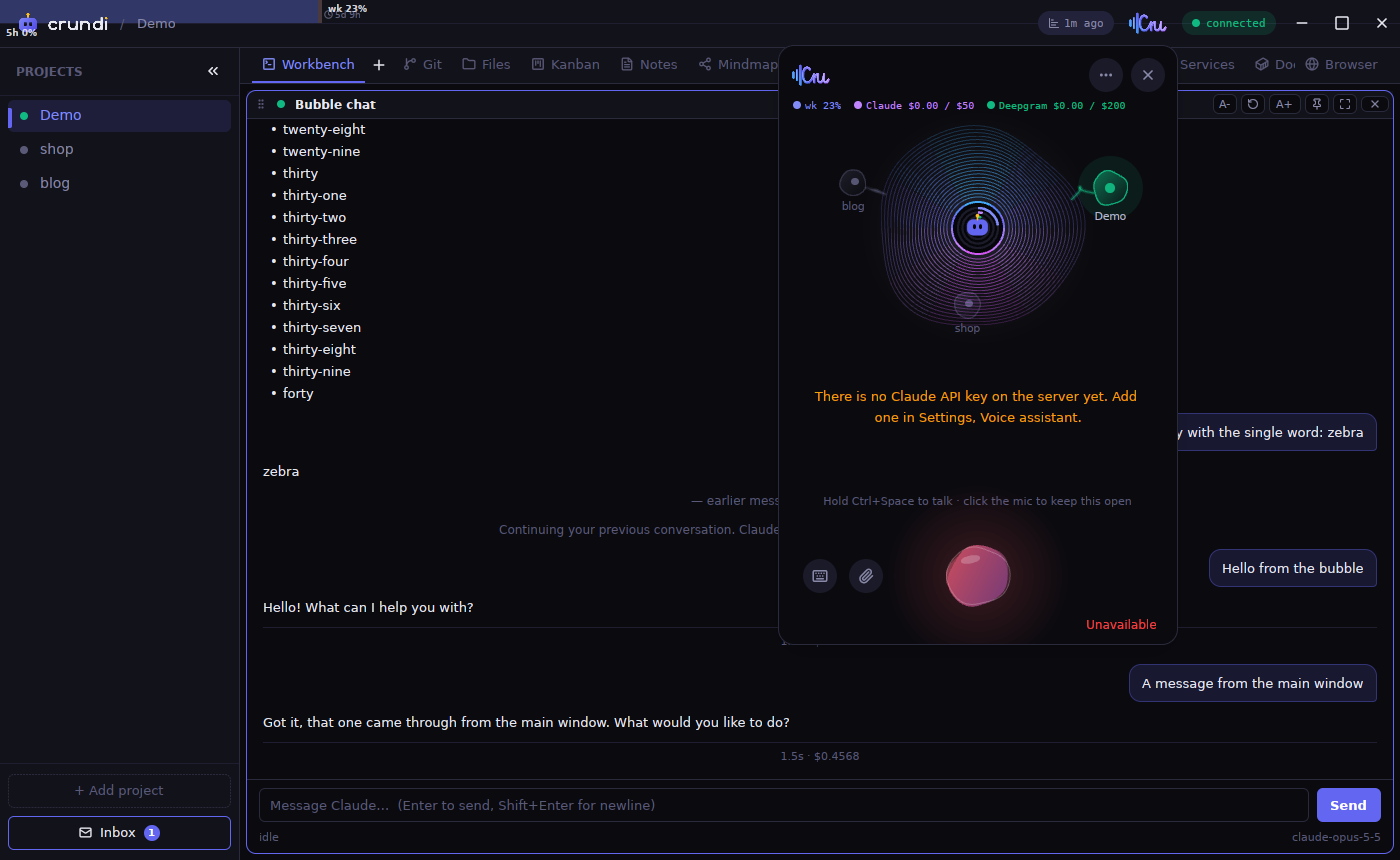 wk 23%
5d 9h
5h 0%
crundi / Demo
1m ago
Cru
connected
PROJECTS
Demo
shop
blog
+ Add project
Inbox 1
Workbench
Git
Files
Kanban
Notes
Mindmap
Services
Doc
Browser
Bubble chat
A-
A+
• twenty-eight
• twenty-nine
• thirty
• thirty-one
• thirty-two
• thirty-three
• thirty-four
• thirty-five
• thirty-six
• thirty-seven
• thirty-eight
• thirty-nine
• forty
with the single word: zebra
zebra
— earlier
Continuing your previous conversation. Claude
Hello from the bubble
Hello! What can I help you with?
A message from the main window
Got it, that one came through from the main window. What would you like to do?
1.5s · $0.4568
Message Claude... (Enter to send, Shift+Enter for newline)
Send
idle
claude-opus-5-5
Cru
wk 23%
Claude $0.00 / $50
Deepgram $0.00 / $200
blog
Demo
shop
There is no Claude API key on the server yet. Add
one in Settings, Voice assistant.
Hold Ctrl+Space to talk · click the mic to keep this open
Unavailable